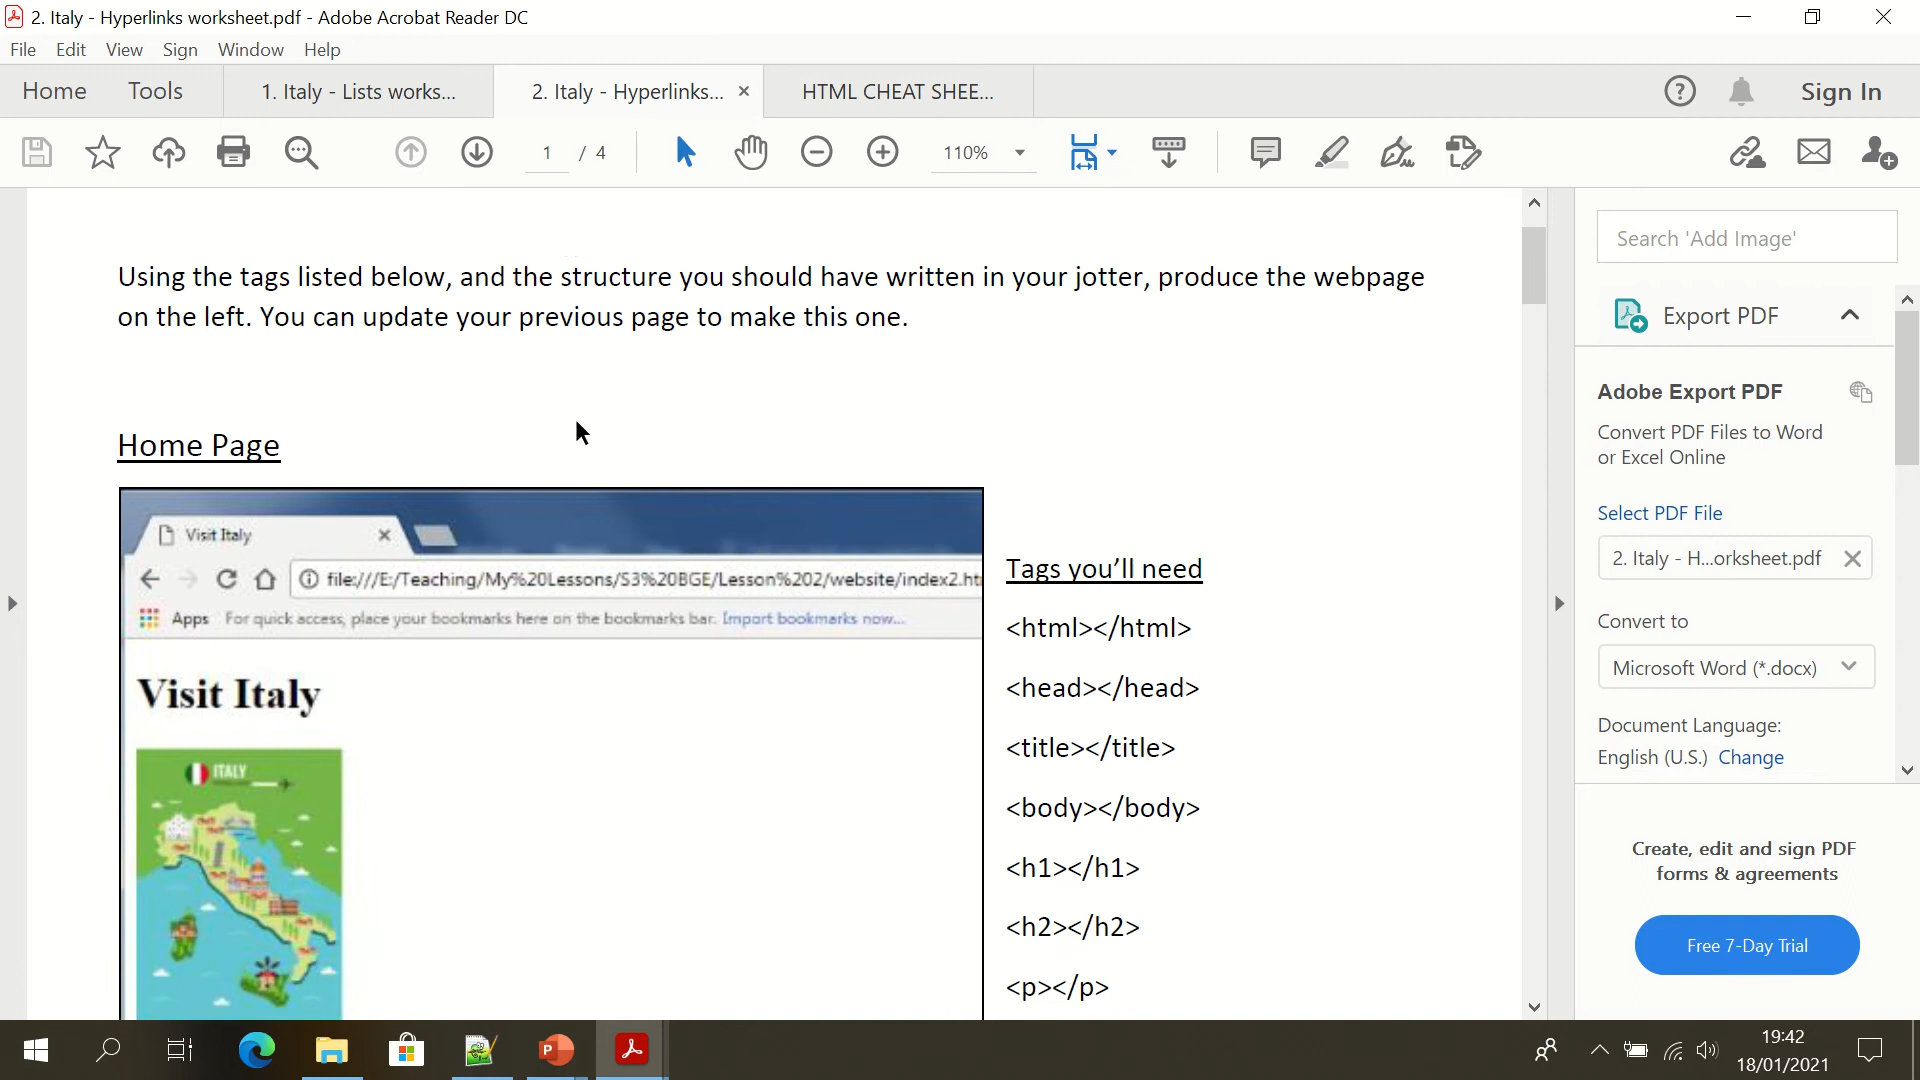 2. Italy - Hyperlinks worksheet.pdf - Adobe Acrobat Reader DC
File Edit View Sign Window Help
Home Tools 1. Italy - Lists works... 2. Italy - Hyperlinks... × HTML CHEAT SHEE... Sign In
1 / 4 110%
Using the tags listed below, and the structure you should have written in your jotter, produce the webpage
on the left. You can update your previous page to make this one.
Home Page
Visit Italy
file:///E:/Teaching/My%20Lessons/S3%20BGE/Lesson%202/website/index2.ht
Apps For quick access, place your bookmarks here on the bookmarks bar. Import bookmarks now...
Visit Italy
ITALY
Tags you’ll need
<html></html>
<head></head>
<title></title>
<body></body>
<h1></h1>
<h2></h2>
<p></p>
Search 'Add Image'
Export PDF
Adobe Export PDF
Convert PDF Files to Word
or Excel Online
Select PDF File
2. Italy - H...orksheet.pdf
Convert to
Microsoft Word (*.docx)
Document Language:
English (U.S.) Change
Create, edit and sign PDF
forms & agreements
Free 7-Day Trial
19:42
18/01/2021